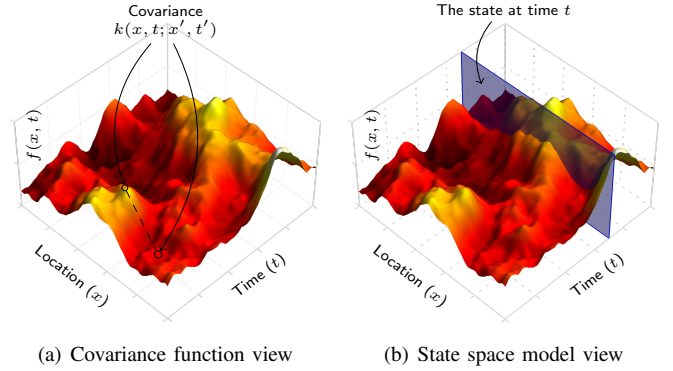 Covariance
k(x, t; x′, t′)
f(x, t)
Location (x)
Time (t)
(a) Covariance function view
The state at time t
f(x, t)
Location (x)
Time (t)
(b) State space model view